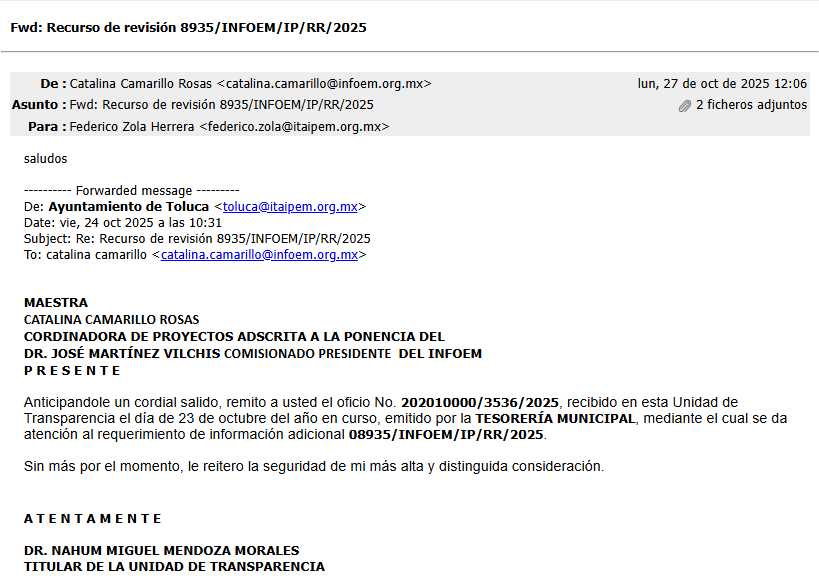 Fwd: Recurso de revisión 8935/INFOEM/IP/RR/2025
De : Catalina Camarillo Rosas <catalina.camarillo@infoem.org.mx>
lun, 27 de oct de 2025 12:06
Asunto : Fwd: Recurso de revisión 8935/INFOEM/IP/RR/2025
2 ficheros adjuntos
Para : Federico Zola Herrera <federico.zola@itaipem.org.mx>
saludos
---------- Forwarded message ---------
De: Ayuntamiento de Toluca <toluca@itaipem.org.mx>
Date: vie, 24 oct 2025 a las 10:31
Subject: Re: Recurso de revisión 8935/INFOEM/IP/RR/2025
To: catalina camarillo <catalina.camarillo@infoem.org.mx>
MAESTRA
CATALINA CAMARILLO ROSAS
CORDINADORA DE PROYECTOS ADSCRITA A LA PONENCIA DEL
DR. JOSÉ MARTÍNEZ VILCHIS COMISIONADO PRESIDENTE DEL INFOEM
P R E S E N T E
Anticipandole un cordial salido, remito a usted el oficio No. 202010000/3536/2025, recibido en esta Unidad de
Transparencia el día de 23 de octubre del año en curso, emitido por la TESORERÍA MUNICIPAL, mediante el cual se da
atención al requerimiento de información adicional 08935/INFOEM/IP/RR/2025.
Sin más por el momento, le reitero la seguridad de mi más alta y distinguida consideración.
A T E N T A M E N T E
DR. NAHUM MIGUEL MENDOZA MORALES
TITULAR DE LA UNIDAD DE TRANSPARENCIA